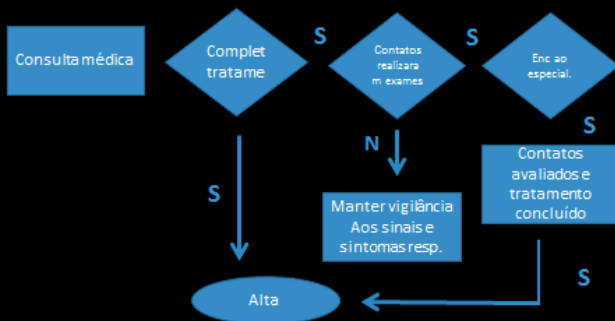 Consulta médica
Complet
tratame
S
Contatos
realizara
m exames
S
Enc ao
especial.
S
N
Contatos
avaliados e
tratamento
concluído
S
Manter vigilância
Aos sinais e
sintomas resp.
Alta
S